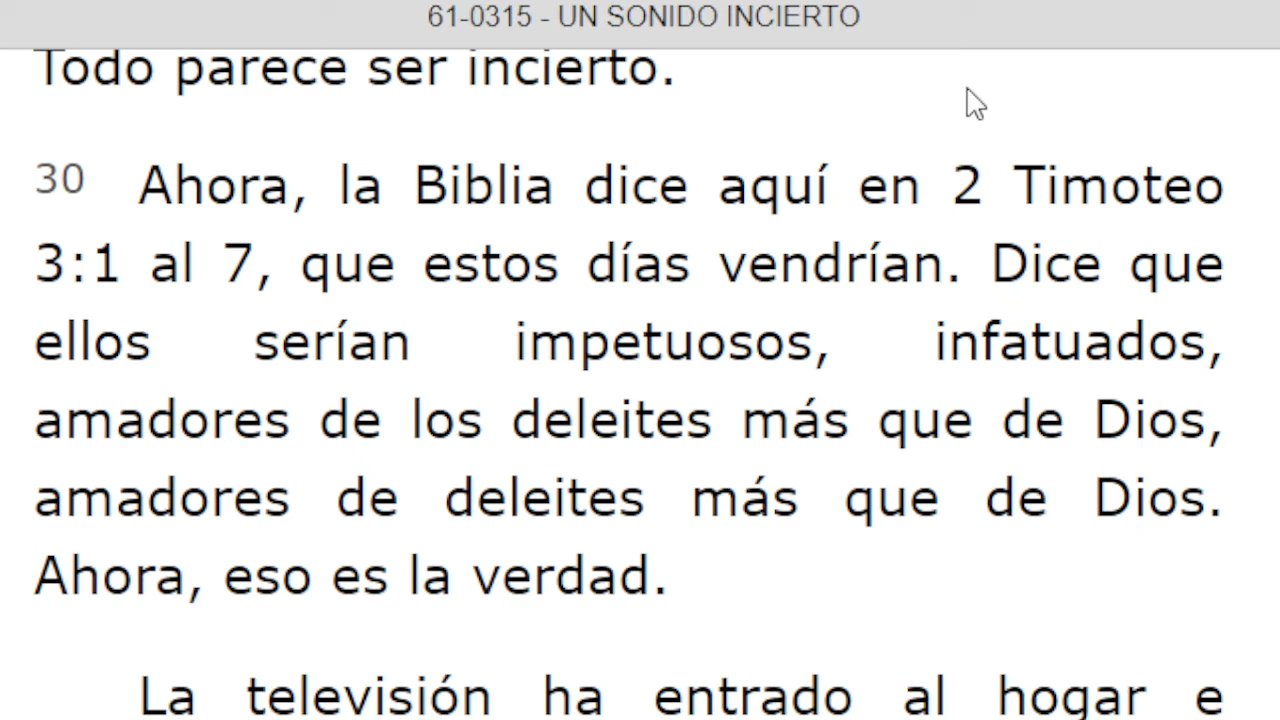 61-0315 - UN SONIDO INCIERTO
Todo parece ser incierto.
30 Ahora, la Biblia dice aquí en 2 Timoteo
3:1 al 7, que estos días vendrían. Dice que
ellos serían impetuosos, infatuados,
amadores de los deleites más que de Dios,
amadores de deleites más que de Dios.
Ahora, eso es la verdad.
La televisión ha entrado al hogar e